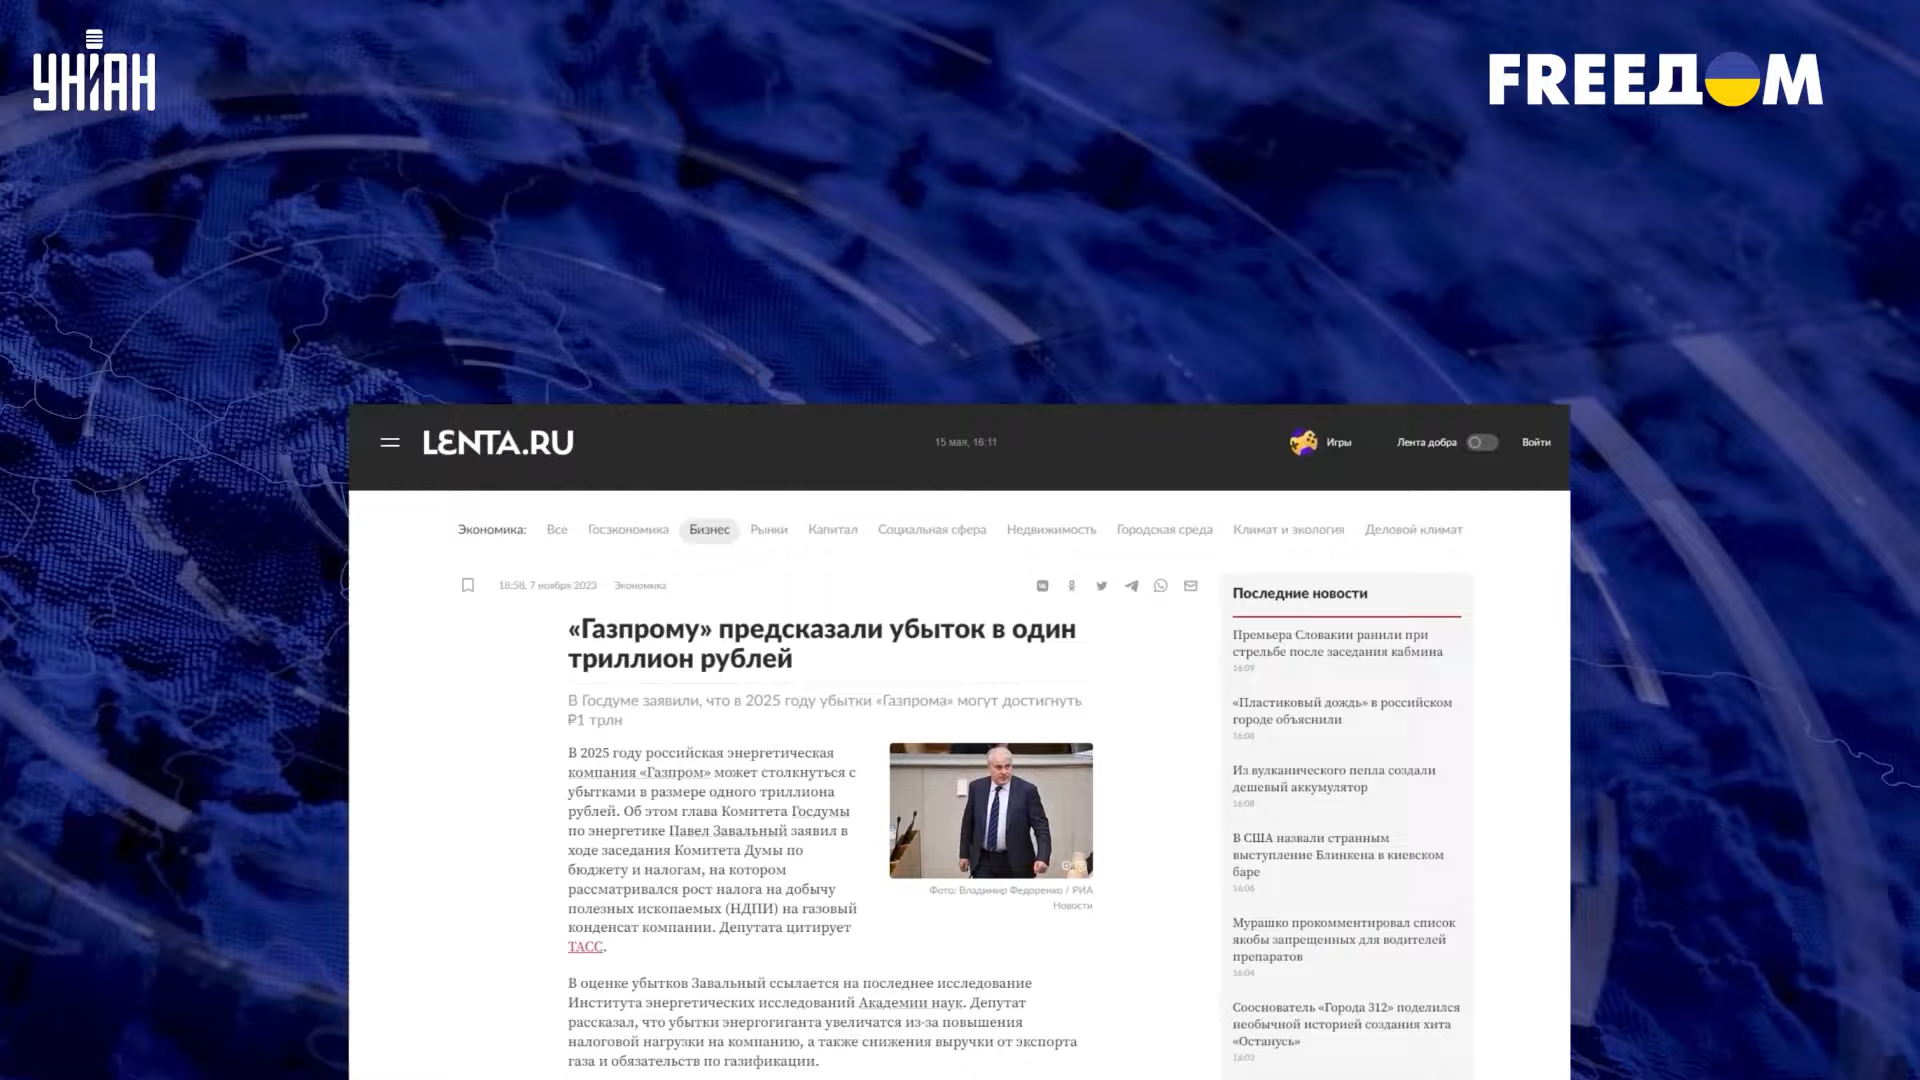 УНІАН
FREEДОМ
LENTA.RU
15 мая, 16:11
Игры
Лента добра
Войти
Экономика: Все Госэкономика Бизнес Рынки Капитал Социальная сфера Недвижимость Городская среда Климат и экология Деловой климат
18:58, 7 ноября 2023 Экономика
«Газпрому» предсказали убыток в один
триллион рублей
В Госдуме заявили, что в 2025 году убытки «Газпрома» могут достигнуть
₽1 трлн
В 2025 году российская энергетическая
компания «Газпром» может столкнуться с
убытками в размере одного триллиона
рублей. Об этом глава Комитета Госдумы
по энергетике Павел Завальный заявил в
ходе заседания Комитета Думы по
бюджету и налогам, на котором
рассматривался рост налога на добычу
полезных ископаемых (НДПИ) на газовый
конденсат компании. Депутата цитирует
ТАСС.
Фото: Владимир Федоренко / РИА
Новости
В оценке убытков Завальный ссылается на последнее исследование
Института энергетических исследований Академии наук. Депутат
рассказал, что убытки энергогиганта увеличатся из-за повышения
налоговой нагрузки на компанию, а также снижения выручки от экспорта
газа и обязательств по газификации.
Последние новости
Премьера Словакии ранили при
стрельбе после заседания кабмина
16:09
«Пластиковый дождь» в российском
городе объяснили
16:08
Из вулканического пепла создали
дешевый аккумулятор
16:08
В США назвали странным
выступление Блинкена в киевском
баре
16:06
Мурашко прокомментировал список
якобы запрещенных для водителей
препаратов
16:04
Сооснователь «Города 312» поделился
необычной историей создания хита
«Останусь»
16:03